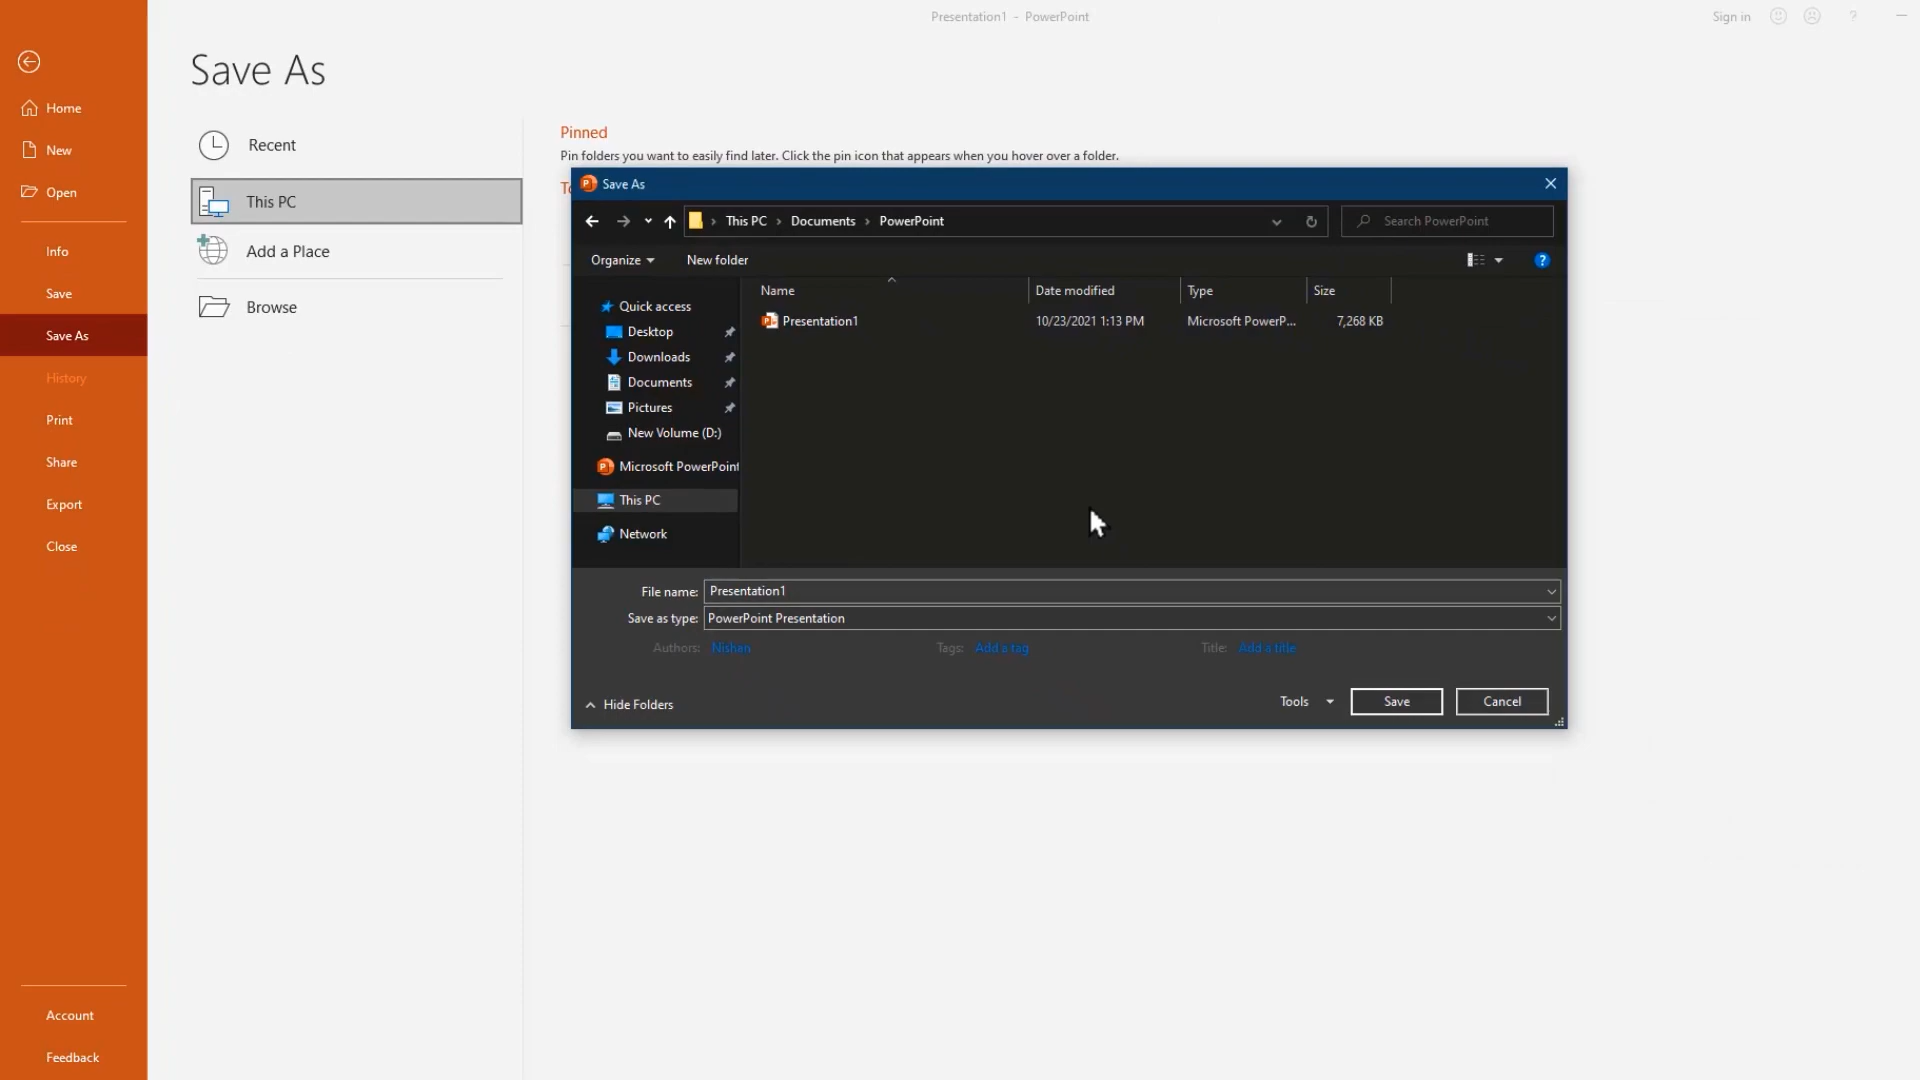 Presentation1 - PowerPoint
Sign in
?
Save As
Home
New
Open
Info
Save
Save As
History
Print
Share
Export
Close
Account
Feedback
Recent
This PC
Add a Place
Browse
Pinned
Pin folders you want to easily find later. Click the pin icon that appears when you hover over a folder.
Save As
This PC › Documents › PowerPoint
Search PowerPoint
Organize
New folder
?
Quick access
Desktop
Downloads
Documents
Pictures
New Volume (D:)
Microsoft PowerPoint
This PC
Network
Name Date modified Type Size
Presentation1 10/23/2021 1:13 PM Microsoft PowerP... 7,268 KB
File name: Presentation1
Save as type: PowerPoint Presentation
Authors: Nishan Tags: Add a tag Title: Add a title
Hide Folders
Tools
Save
Cancel